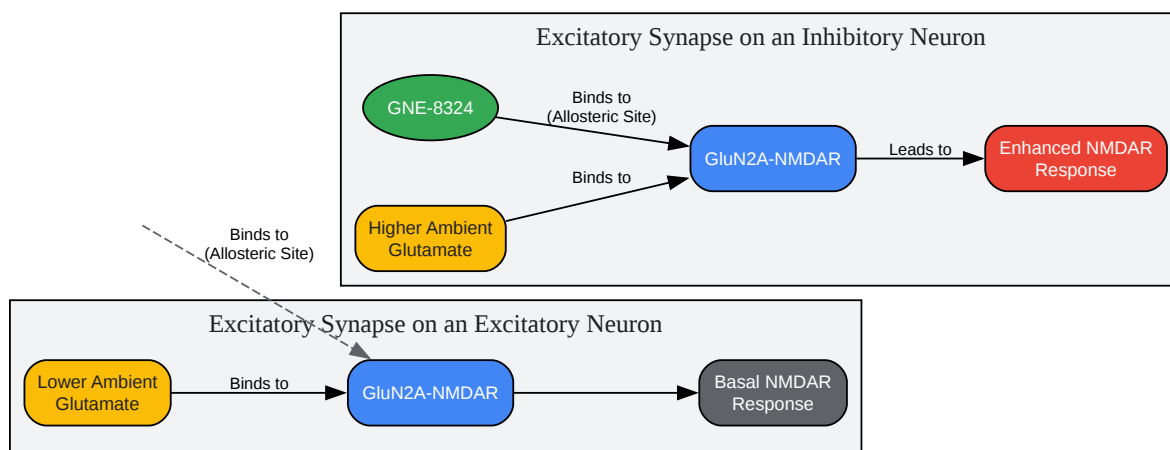 Excitatory Synapse on an Inhibitory Neuron
GNE-8324
Binds to
(Allosteric Site)
GluN2A-NMDAR
Leads to
Enhanced NMDAR
Response
Binds to
Higher Ambient
Glutamate
Binds to
(Allosteric Site)
Excitatory Synapse on an Excitatory Neuron
Lower Ambient
Glutamate
Binds to
GluN2A-NMDAR
Basal NMDAR
Response